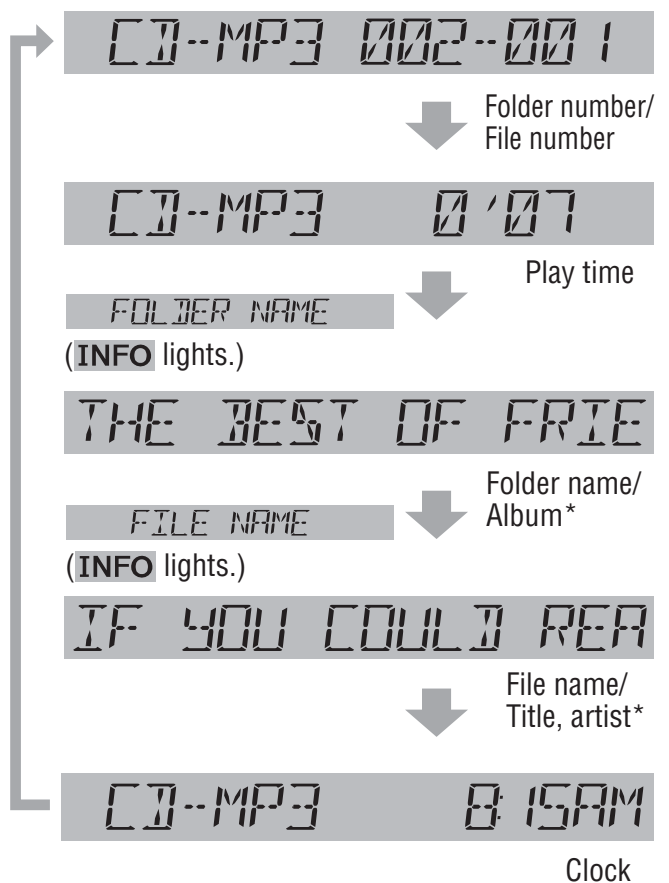 CD-MP3 002-001
Folder number/
File number
CD-MP3 0'07
Play time
FOLDER NAME
(INFO lights.)
THE BEST OF FRIE
Folder name/
Album*
FILE NAME
(INFO lights.)
IF YOU COULD REA
File name/
Title, artist*
CD-MP3 8:15AM
Clock